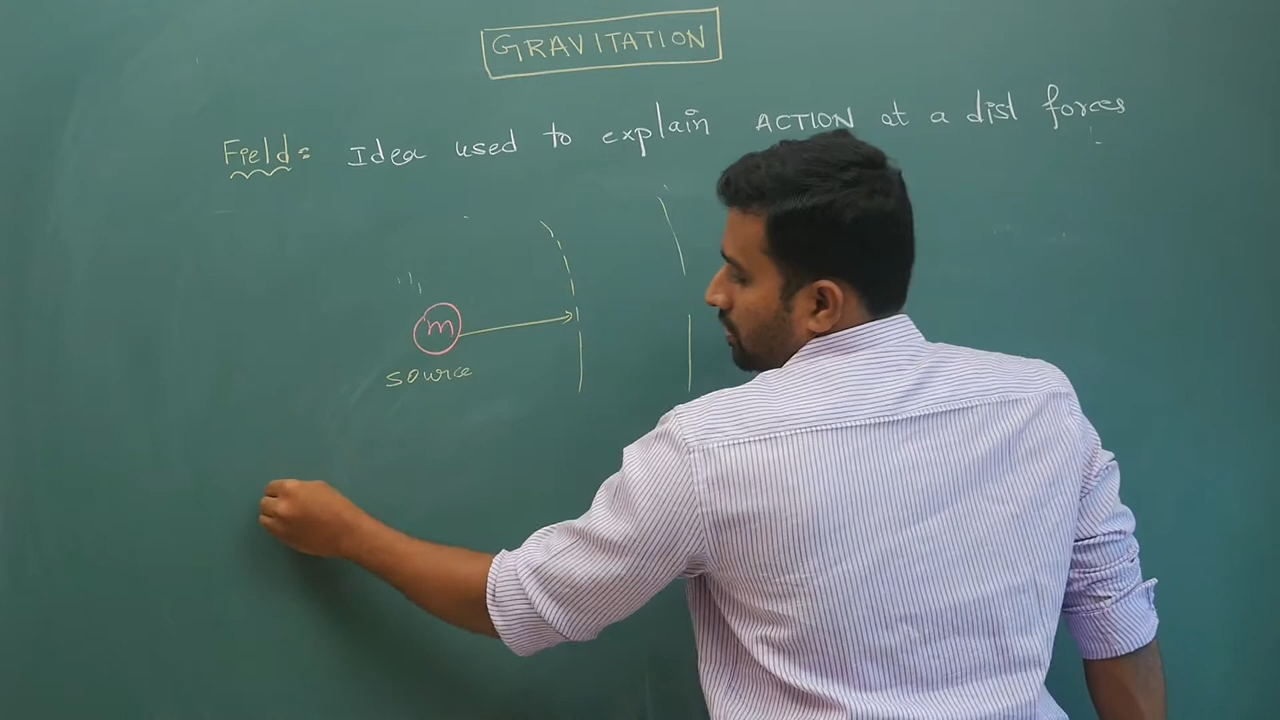 GRAVITATION
Field: Idea used to explain ACTION at a dist forces
m
source